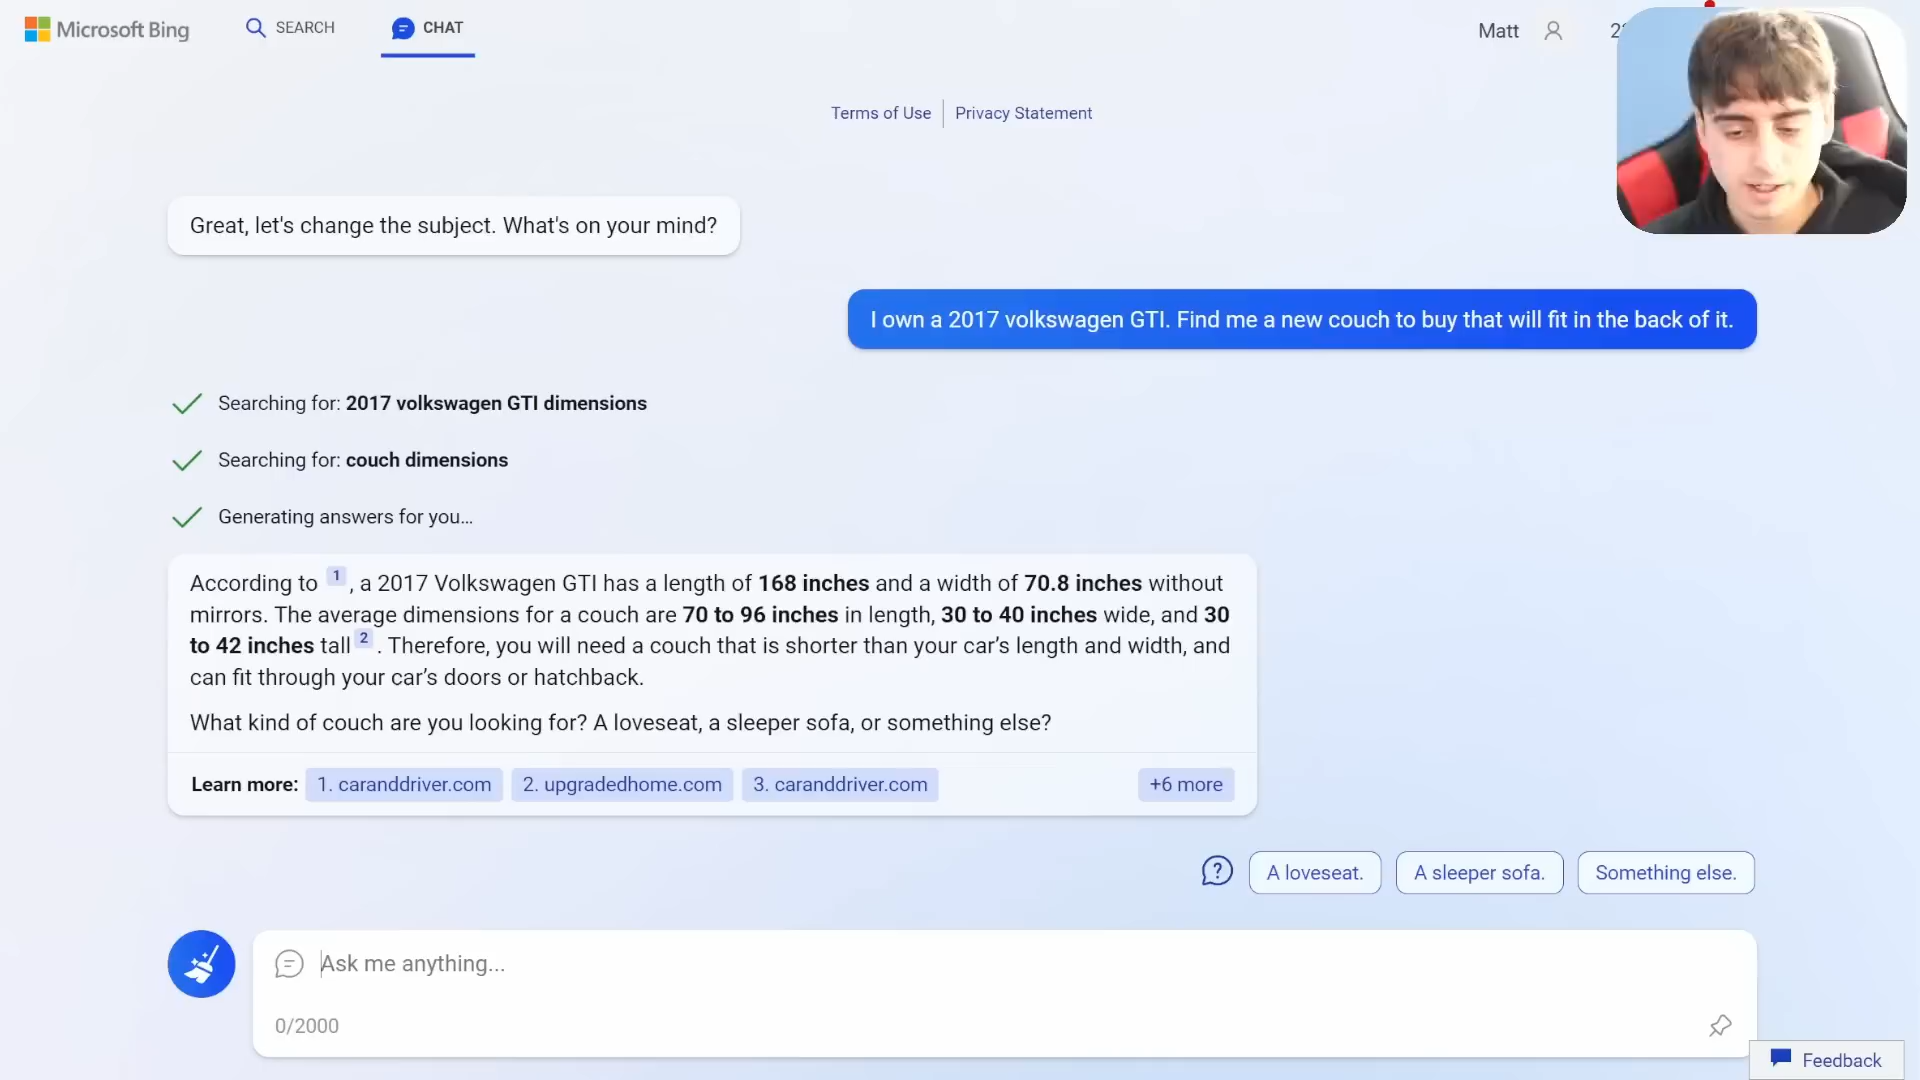 Microsoft Bing
SEARCH
CHAT
Matt
Terms of Use
Privacy Statement
Great, let's change the subject. What's on your mind?
I own a 2017 volkswagen GTI. Find me a new couch to buy that will fit in the back of it.
Searching for: 2017 volkswagen GTI dimensions
Searching for: couch dimensions
Generating answers for you…
According to 1 , a 2017 Volkswagen GTI has a length of 168 inches and a width of 70.8 inches without
mirrors. The average dimensions for a couch are 70 to 96 inches in length, 30 to 40 inches wide, and 30
to 42 inches tall 2 . Therefore, you will need a couch that is shorter than your car’s length and width, and
can fit through your car’s doors or hatchback.
What kind of couch are you looking for? A loveseat, a sleeper sofa, or something else?
Learn more: 1. caranddriver.com 2. upgradedhome.com 3. caranddriver.com +6 more
A loveseat.
A sleeper sofa.
Something else.
Ask me anything...
0/2000
Feedback